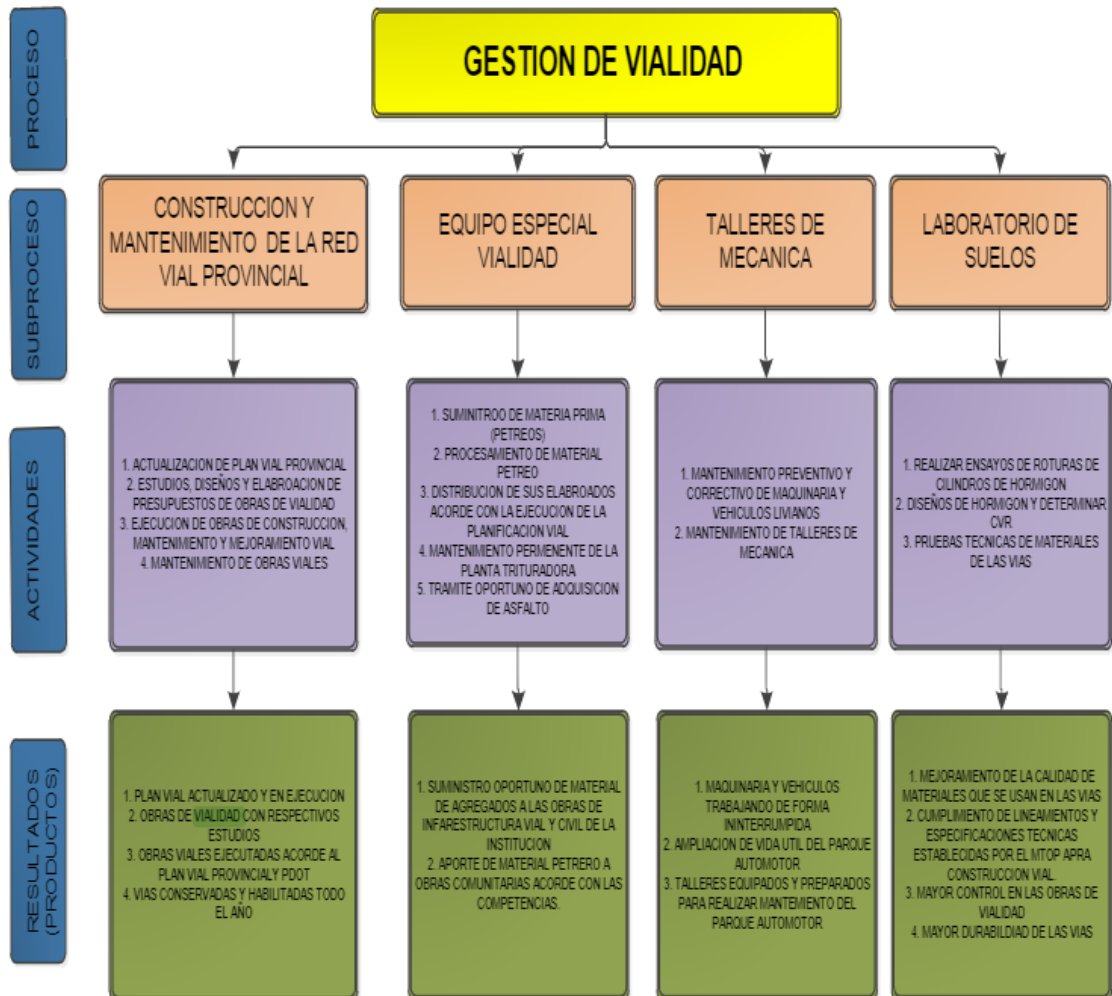 PROCESO
GESTION DE VIALIDAD
SUBPROCESO
CONSTRUCCION Y
MANTENIMIENTO DE LA RED
VIAL PROVINCIAL
EQUIPO ESPECIAL
VIALIDAD
TALLERES DE
MECANICA
LABORATORIO DE
SUELOS
ACTIVIDADES
1. ACTUALIZACION DE PLAN VIAL PROVINCIAL
2. ESTUDIOS, DISEÑOS Y ELABROACION DE
PRESUPUESTOS DE OBRAS DE VIALIDAD
3. EJECUCION DE OBRAS DE CONSTRUCCION,
MANTENIMIENTO Y MEJORAMIENTO VIAL
4. MANTENIMIENTO DE OBRAS VIALES
1. SUMINITROO DE MATERIA PRIMA
(PETREOS)
2. PROCESAMIENTO DE MATERIAL
PETREO
3. DISTRIBUCION DE SUS ELABROADOS
ACORDE CON LA EJECUCION DE LA
PLANIFICACION VIAL
4. MANTENIMIENTO PERMENENTE DE LA
PLANTA TRITURADORA
5. TRAMITE OPORTUNO DE ADQUISICION
DE ASFALTO
1. MANTENIMIENTO PREVENTIVO Y
CORRECTIVO DE MAQUINARIA Y
VEHICULOS LIVIANOS
2. MANTENIMIENTO DE TALLERES DE
MECANICA
1. REALIZAR ENSAYOS DE ROTURAS DE
CILINDROS DE HORMIGON
2. DISEÑOS DE HORMIGON Y DETERMINAR
CVR
3. PRUEBAS TECNICAS DE MATERIALES
DE LAS VIAS
RESULTADOS
(PRODUCTOS)
1. PLAN VIAL ACTUALIZADO Y EN EJECUCION
2. OBRAS DE VIALIDAD CON RESPECTIVOS
ESTUDIOS
3. OBRAS VIALES EJECUTADAS ACORDE AL
PLAN VIAL PROVINCIALY PDOT
4. VIAS CONSERVADAS Y HABILITADAS TODO
EL AÑO
1. SUMINISTRO OPORTUNO DE MATERIAL
DE AGREGADOS A LAS OBRAS DE
INFARESTRUCTURA VIAL Y CIVIL DE LA
INSTITUCION
2. APORTE DE MATERIAL PETRERO A
OBRAS COMUNITARIAS ACORDE CON LAS
COMPETENCIAS.
1. MAQUINARIA Y VEHICULOS
TRABAJANDO DE FORMA
ININTERRUMPIDA
2. AMPLIACION DE VIDA UTIL DEL PARQUE
AUTOMOTOR
3. TALLERES EQUIPADOS Y PREPARADOS
PARA REALIZAR MANTEMIENTO DEL
PARQUE AUTOMOTOR
1. MEJORAMIENTO DE LA CALIDAD DE
MATERIALES QUE SE USAN EN LAS VIAS
2. CUMPLIMIENTO DE LINEAMIENTOS Y
ESPECIFICACIONES TECNICAS
ESTABLECIDAS POR EL MTOP APRA
CONSTRUCCION VIAL.
3. MAYOR CONTROL EN LAS OBRAS DE
VIALIDAD
4. MAYOR DURABILDIAD DE LAS VIAS